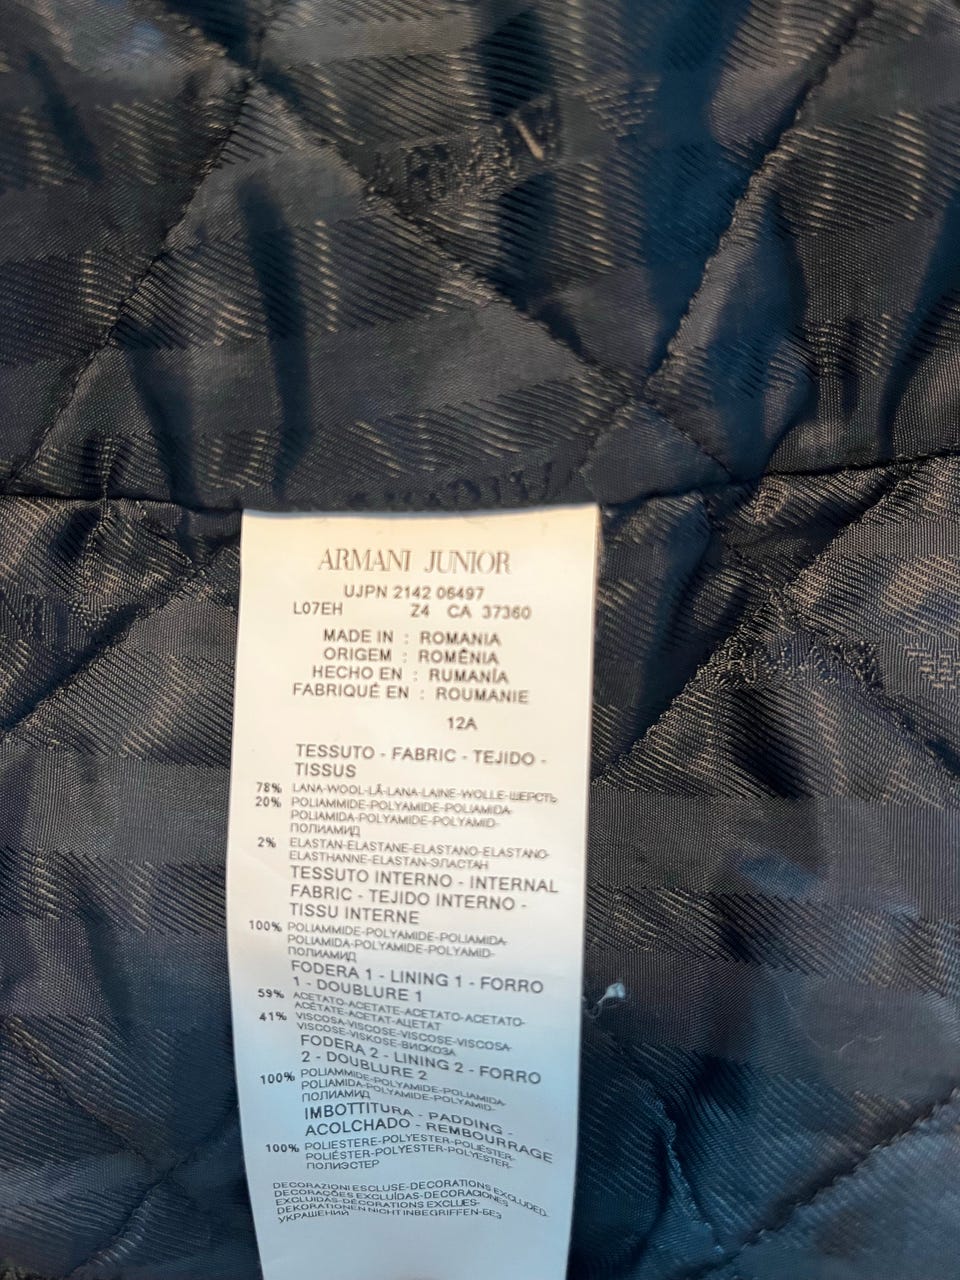 ARMANI
ARMANI JUNIOR
UJPN 2142 06497
L07EH Z4 CA 37360
MADE IN : ROMANIA
ORIGEM : ROMÊNIA
HECHO EN : RUMANÍA
FABRIQUÉ EN : ROUMANIE
12A
TESSUTO - FABRIC - TEJIDO -
TISSUS
78% LANA-WOOL-LÃ-LANA-LAINE-WOLLE-ШЕРСТЬ
20% POLIAMMIDE-POLYAMIDE-POLIAMIDA-
POLIAMIDA-POLYAMIDE-POLYAMID-
ПОЛИАМИД
2% ELASTAN-ELASTANE-ELASTANO-ELASTANO-
ELASTHANNE-ELASTAN-ЭЛАСТАН
TESSUTO INTERNO - INTERNAL
FABRIC - TEJIDO INTERNO -
TISSU INTERNE
100% POLIAMMIDE-POLYAMIDE-POLIAMIDA-
POLIAMIDA-POLYAMIDE-POLYAMID-
ПОЛИАМИД
FODERA 1 - LINING 1 - FORRO
1 - DOUBLURE 1
59% ACETATO-ACETATE-ACETATO-ACETATO-
ACÉTATE-ACETAT-АЦЕТАТ
41% VISCOSA-VISCOSE-VISCOSE-VISCOSA-
VISCOSE-VISKOSE-ВИСКОЗА
FODERA 2 - LINING 2 - FORRO
2 - DOUBLURE 2
100% POLIAMMIDE-POLYAMIDE-POLIAMIDA-
POLIAMIDA-POLYAMIDE-POLYAMID-
ПОЛИАМИД
IMBOTTITURA - PADDING -
ACOLCHADO - REMBOURRAGE
100% POLIESTERE-POLYESTER-POLIÉSTER-
POLIÉSTER-POLYESTER-POLYESTER-
ПОЛИЭСТЕР
DECORAZIONI ESCLUSE-DECORATIONS EXCLUDED-
DECORAÇÕES EXCLUÍDAS-DECORACIONES
EXCLUIDAS-DÉCORATIONS EXCLUES-
DEKORATIONEN NICHT INBEGRIFFEN-БЕЗ
УКРАШЕНИЙ